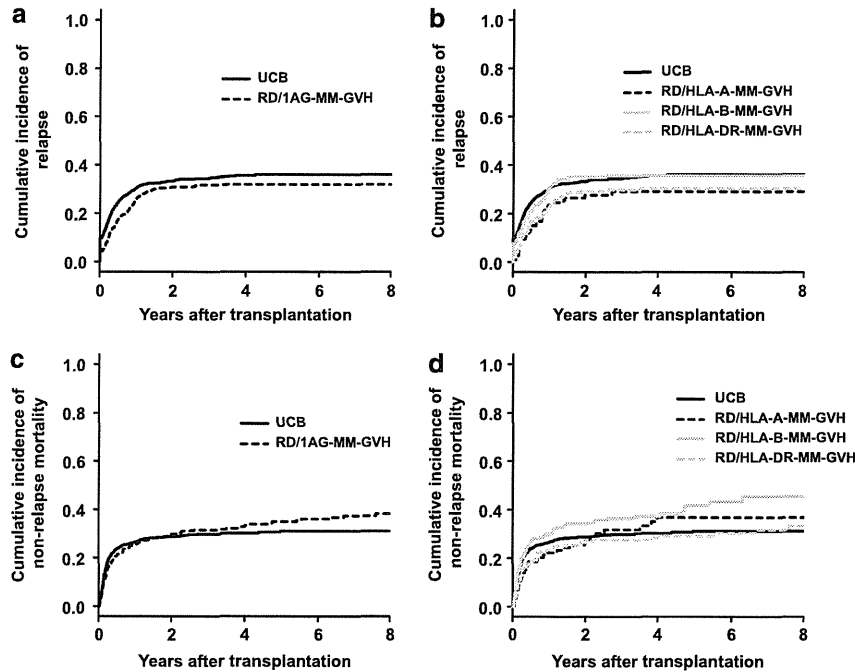 a
Cumulative incidence of
relapse
1.0
0.8
0.6
0.4
0.2
0.0
UCB
RD/1AG-MM-GVH
0 2 4 6 8
Years after transplantation
b
Cumulative incidence of
relapse
1.0
0.8
0.6
0.4
0.2
0.0
UCB
RD/HLA-A-MM-GVH
RD/HLA-B-MM-GVH
RD/HLA-DR-MM-GVH
0 2 4 6 8
Years after transplantation
c
Cumulative incidence of
non-relapse mortality
1.0
0.8
0.6
0.4
0.2
0.0
UCB
RD/1AG-MM-GVH
0 2 4 6 8
Years after transplantation
d
Cumulative incidence of
non-relapse mortality
1.0
0.8
0.6
0.4
0.2
0.0
UCB
RD/HLA-A-MM-GVH
RD/HLA-B-MM-GVH
RD/HLA-DR-MM-GVH
0 2 4 6 8
Years after transplantation